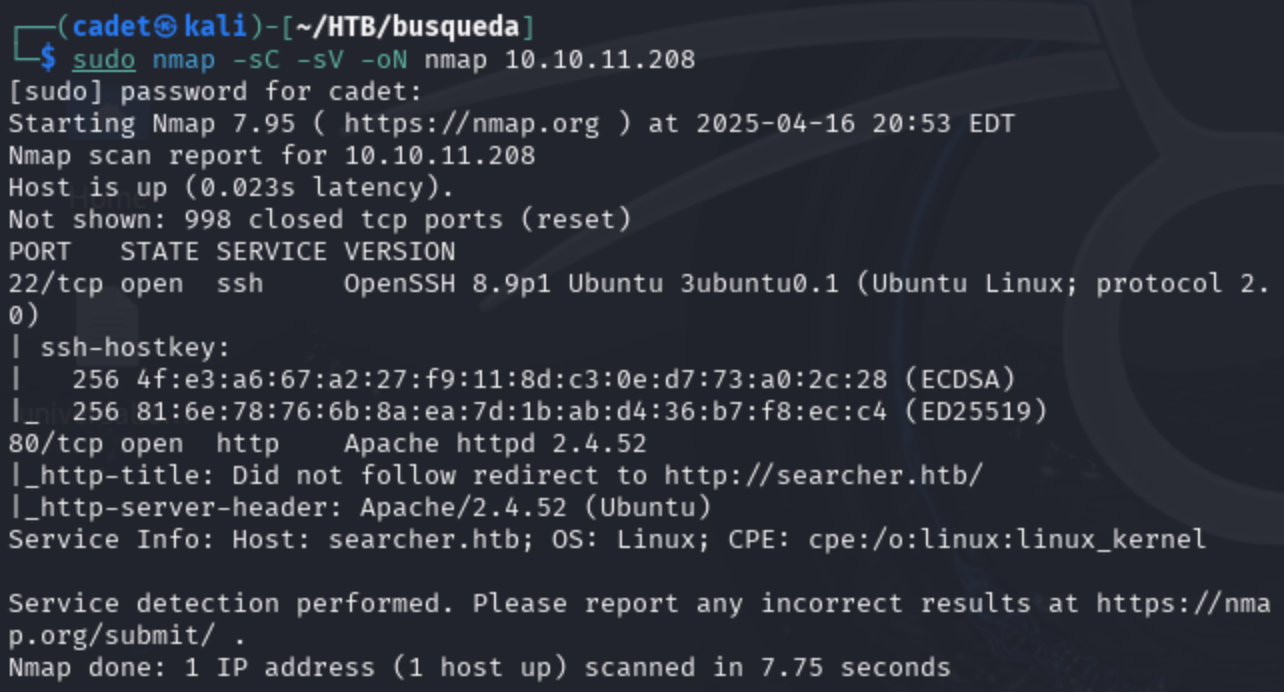 ┌──(cadet㉿kali)-[~/HTB/busqueda]
└─$ sudo nmap -sC -sV -oN nmap 10.10.11.208
[sudo] password for cadet:
Starting Nmap 7.95 ( https://nmap.org ) at 2025-04-16 20:53 EDT
Nmap scan report for 10.10.11.208
Host is up (0.023s latency).
Not shown: 998 closed tcp ports (reset)
PORT   STATE SERVICE VERSION
22/tcp open  ssh     OpenSSH 8.9p1 Ubuntu 3ubuntu0.1 (Ubuntu Linux; protocol 2.
0)
| ssh-hostkey:
|   256 4f:e3:a6:67:a2:27:f9:11:8d:c3:0e:d7:73:a0:2c:28 (ECDSA)
|_  256 81:6e:78:76:6b:8a:ea:7d:1b:ab:d4:36:b7:f8:ec:c4 (ED25519)
80/tcp open  http    Apache httpd 2.4.52
|_http-title: Did not follow redirect to http://searcher.htb/
|_http-server-header: Apache/2.4.52 (Ubuntu)
Service Info: Host: searcher.htb; OS: Linux; CPE: cpe:/o:linux:linux_kernel

Service detection performed. Please report any incorrect results at https://nma
p.org/submit/ .
Nmap done: 1 IP address (1 host up) scanned in 7.75 seconds